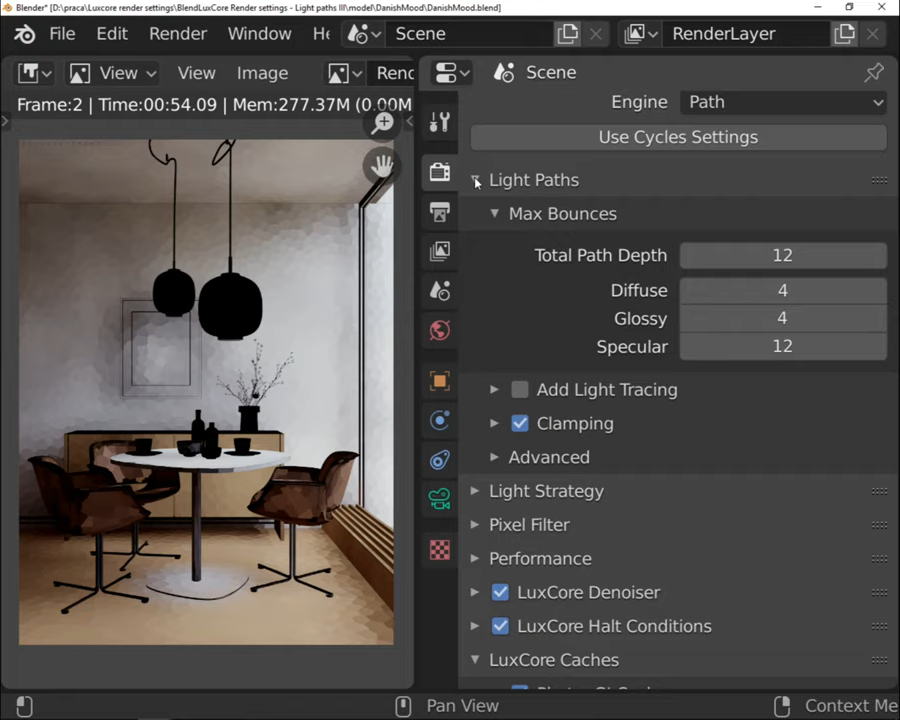 Blender* [D:\praca\Luxcore render settings\BlendLuxCore Render settings - Light paths III\model\DanishMood\DanishMood.blend]
File Edit Render Window He Scene RenderLayer
View View Image Rend Scene
Frame:2 | Time:00:54.09 | Mem:277.37M (0.00M
Engine Path
Use Cycles Settings
Light Paths
Max Bounces
Total Path Depth 12
Diffuse 4
Glossy 4
Specular 12
Add Light Tracing
Clamping
Advanced
Light Strategy
Pixel Filter
Performance
LuxCore Denoiser
LuxCore Halt Conditions
LuxCore Caches
Pan View Context Me